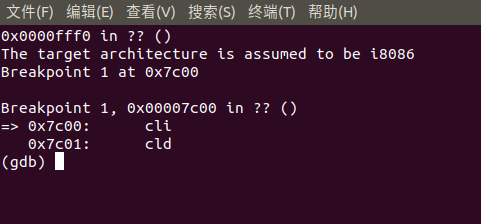 文件(F) 编辑(E) 查看(V) 搜索(S) 终端(T) 帮助(H)
0x0000fff0 in ?? ()
The target architecture is assumed to be i8086
Breakpoint 1 at 0x7c00
Breakpoint 1, 0x00007c00 in ?? ()
=> 0x7c00:      cli
   0x7c01:      cld
(gdb)